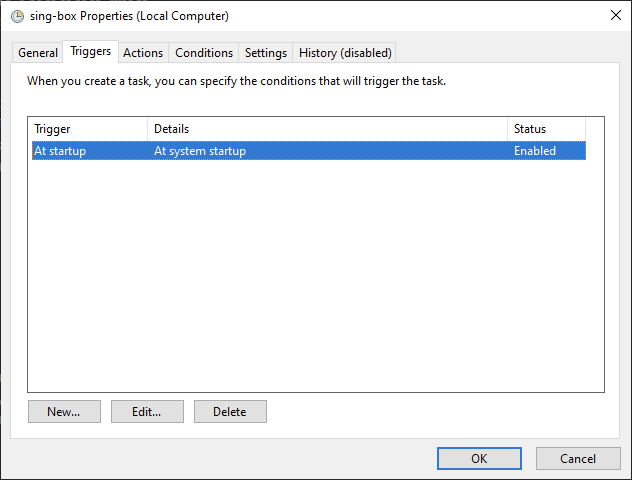 sing-box Properties (Local Computer)
General Triggers Actions Conditions Settings History (disabled)
When you create a task, you can specify the conditions that will trigger the task.
Trigger Details Status
At startup At system startup Enabled
New... Edit... Delete
OK Cancel